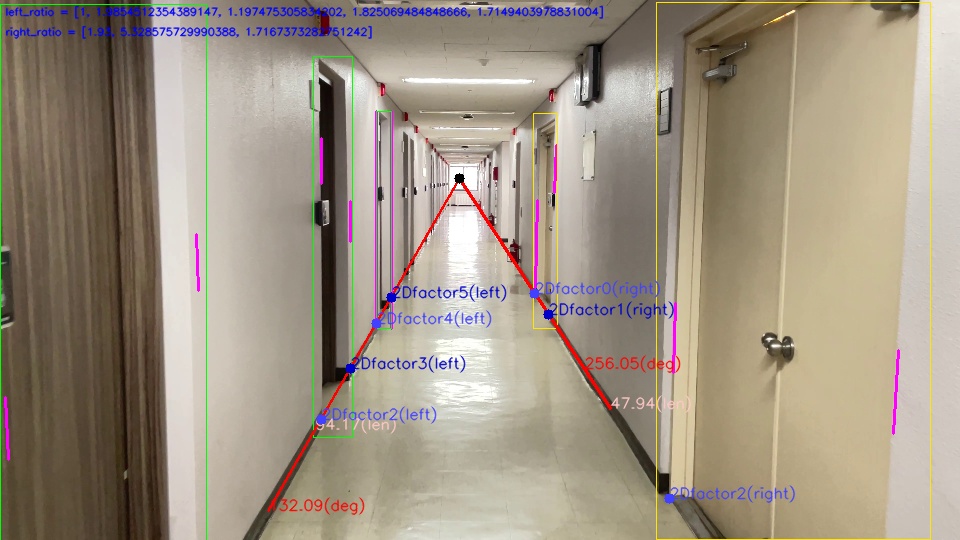 left_ratio = [1, 1.8854512354389147, 1.197475305834202, 1.825069484848666, 1.7149403978831004]
right_ratio = [1.93, 5.328575729990388, 1.7167373282751242]
2Dfactor0(right)
2Dfactor5(left)
2Dfactor1(right)
2Dfactor4(left)
2Dfactor3(left)
256.05(deg)
47.94(len)
2Dfactor2(left)
94.17(len)
2Dfactor2(right)
32.09(deg)